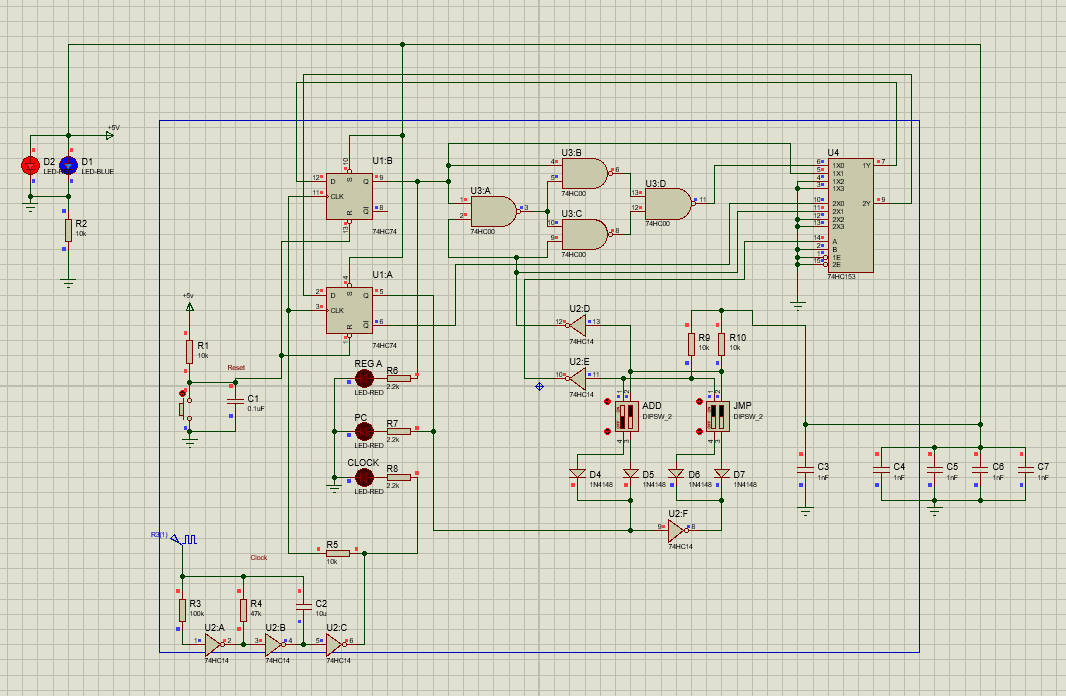 +5V
D2
LED-R
D1
LED-BLUE
R2
10k
U1:B
12
D
S
10
Q
9
11
CLK
Q
8
R
13
74HC74
U3:A
1
2
3
74HC00
U3:B
4
5
6
74HC00
U3:C
10
9
8
74HC00
U3:D
13
12
11
74HC00
U4
6
1X0
1Y
7
5
1X1
4
1X2
3
1X3
10
2X0
2Y
9
11
2X1
12
2X2
13
2X3
14
A
2
B
1
1E
15
2E
74HC153
U1:A
2
D
S
4
Q
5
3
CLK
Q
6
R
1
74HC74
+5v
R1
10k
Reset
C1
0.1uF
U2:D
12
13
74HC14
U2:E
10
11
74HC14
R9
10k
R10
10k
REG A
R6
2.2k
LED-RED
PC
R7
2.2k
LED-RED
CLOCK
R8
2.2k
LED-RED
ADD
DIPSW_2
1
2
4
3
JMP
DIPSW_2
1
2
4
3
D4
1N4148
D5
1N4148
D6
1N4148
D7
1N4148
C3
1nF
C4
1nF
C5
1nF
C6
1nF
C7
1nF
U2:F
9
8
74HC14
R3(1)
Clock
R5
10k
R3
100k
R4
47k
C2
10u
U2:A
1
2
74HC14
U2:B
3
4
74HC14
U2:C
5
6
74HC14